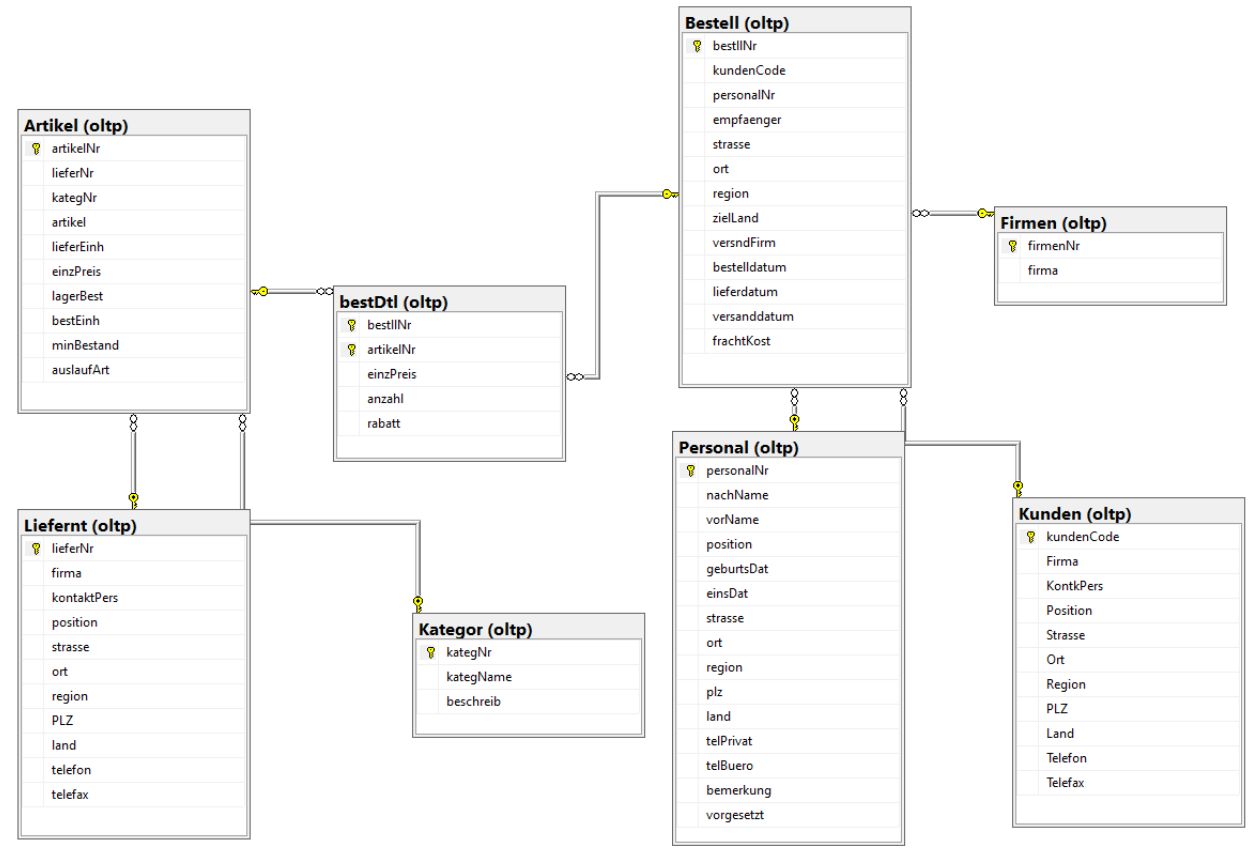 Bestell (oltp)
bestllNr
kundenCode
personalNr
empfaenger
strasse
ort
region
zielLand
versndFirm
bestelldatum
lieferdatum
versanddatum
frachtKost
Artikel (oltp)
artikelNr
lieferNr
kategNr
artikel
lieferEinh
einzPreis
lagerBest
bestEinh
minBestand
auslaufArt
Firmen (oltp)
firmenNr
firma
bestDtl (oltp)
bestllNr
artikelNr
einzPreis
anzahl
rabatt
Personal (oltp)
personalNr
nachName
vorName
position
geburtsDat
einsDat
strasse
ort
region
plz
land
telPrivat
telBuero
bemerkung
vorgesetzt
Kunden (oltp)
kundenCode
Firma
KontkPers
Position
Strasse
Ort
Region
PLZ
Land
Telefon
Telefax
Liefernt (oltp)
lieferNr
firma
kontaktPers
position
strasse
ort
region
PLZ
land
telefon
telefax
Kategor (oltp)
kategNr
kategName
beschreib